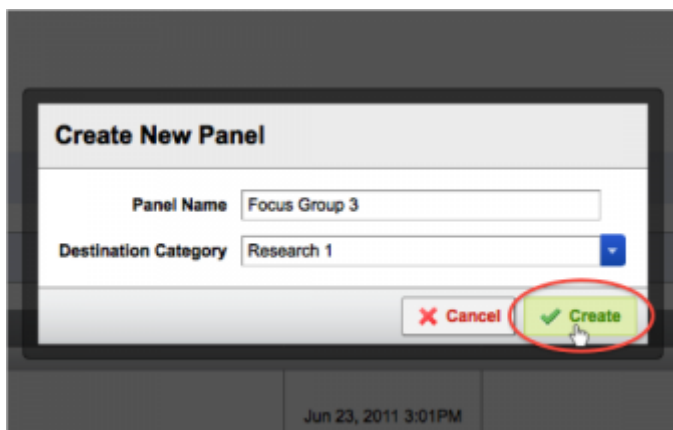 Create New Panel
Panel Name Focus Group 3
Destination Category Research 1
Cancel Create
Jun 23, 2011 3:01PM